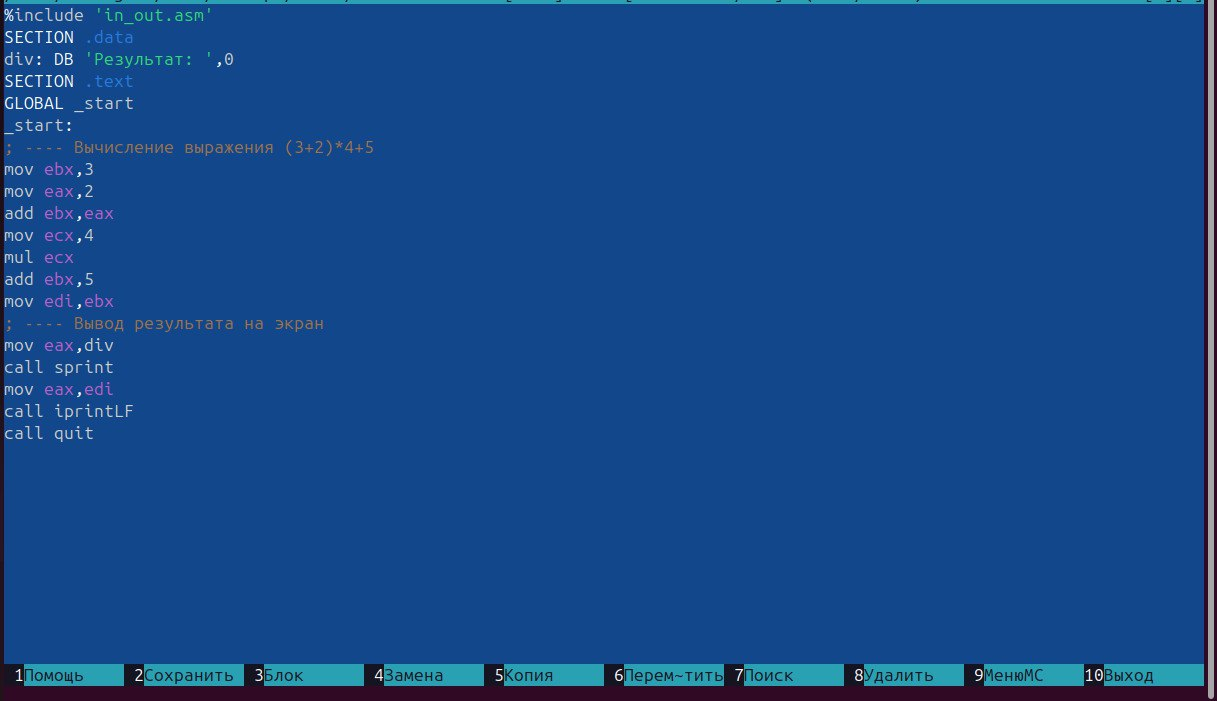 %include 'in_out.asm'
SECTION .data
div: DB 'Результат: ',0
SECTION .text
GLOBAL _start
_start:
; ---- Вычисление выражения (3+2)*4+5
mov ebx,3
mov eax,2
add ebx,eax
mov ecx,4
mul ecx
add ebx,5
mov edi,ebx
; ---- Вывод результата на экран
mov eax,div
call sprint
mov eax,edi
call iprintLF
call quit
1Помощь 2Сохранить 3Блок 4Замена 5Копия 6Перем~тить 7Поиск 8Удалить 9МенюMC 10Выход